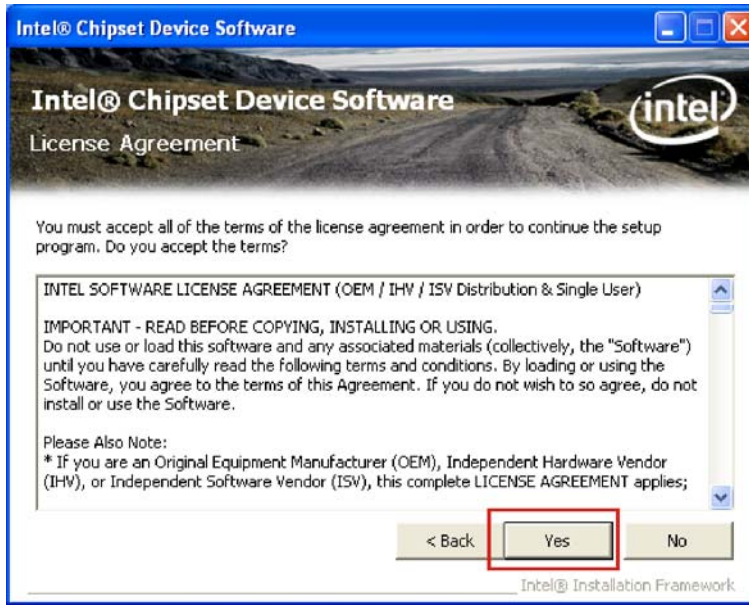 Intel® Chipset Device Software
Intel® Chipset Device Software
intel
License Agreement
You must accept all of the terms of the license agreement in order to continue the setup
program. Do you accept the terms?
INTEL SOFTWARE LICENSE AGREEMENT (OEM / IHV / ISV Distribution & Single User)
IMPORTANT - READ BEFORE COPYING, INSTALLING OR USING.
Do not use or load this software and any associated materials (collectively, the "Software")
until you have carefully read the following terms and conditions. By loading or using the
Software, you agree to the terms of this Agreement. If you do not wish to so agree, do not
install or use the Software.
Please Also Note:
* If you are an Original Equipment Manufacturer (OEM), Independent Hardware Vendor
(IHV), or Independent Software Vendor (ISV), this complete LICENSE AGREEMENT applies;
< Back Yes No
Intel® Installation Framework